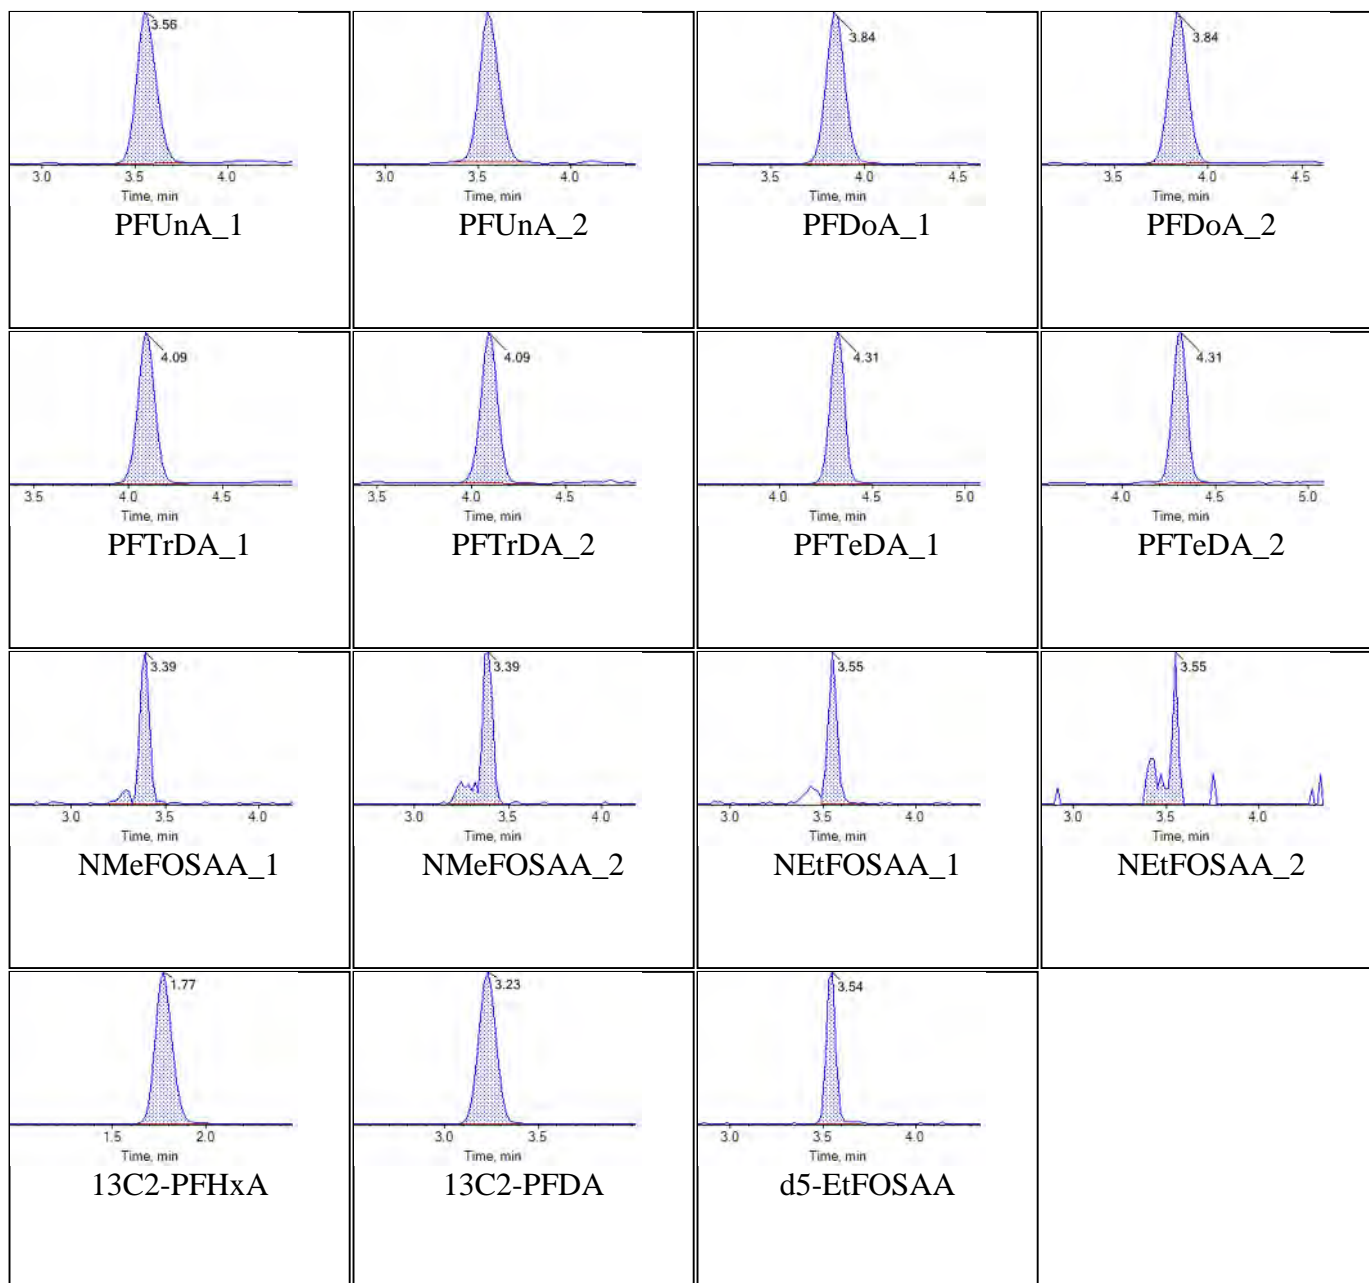 3.56
3.0 3.5 4.0
Time, min
PFUnA_1
3.0 3.5 4.0
Time, min
PFUnA_2
3.84
3.5 4.0 4.5
Time, min
PFDoA_1
3.84
3.5 4.0 4.5
Time, min
PFDoA_2
4.09
3.5 4.0 4.5
Time, min
PFTrDA_1
4.09
3.5 4.0 4.5
Time, min
PFTrDA_2
4.31
4.0 4.5 5.0
Time, min
PFTeDA_1
4.31
4.0 4.5 5.0
Time, min
PFTeDA_2
3.39
3.0 3.5 4.0
Time, min
NMeFOSAA_1
3.39
3.0 3.5 4.0
Time, min
NMeFOSAA_2
3.55
3.0 3.5 4.0
Time, min
NEtFOSAA_1
3.55
3.0 3.5 4.0
Time, min
NEtFOSAA_2
1.77
1.5 2.0
Time, min
13C2-PFHxA
3.23
3.0 3.5
Time, min
13C2-PFDA
3.54
3.0 3.5 4.0
Time, min
d5-EtFOSAA